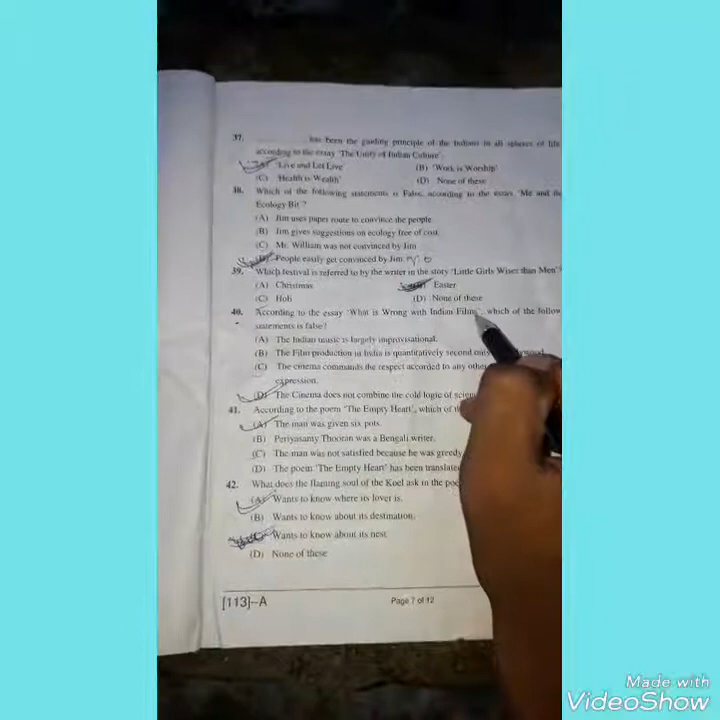 37. has been the guiding principle of the Indians in all spheres of life
according to the essay 'The Unity of Indian Culture'.
(A) 'Live and Let Live' (B) 'Work is Worship'
(C) Health is Wealth' (D) None of these
38. Which of the following statements is False, according to the essay, 'Me and the
Ecology Bit'?
(A) Jim uses paper route to convince the people.
(B) Jim gives suggestions on ecology free of cost.
(C) Mr. William was not convinced by Jim
People easily get convinced by Jim
39. Which festival is referred to by the writer in the story 'Little Girls Wiser than Men'?
(A) Christmas Easter
(C) Holi (D) None of these
40. According to the essay 'What is Wrong with Indian Films', which of the follow
statements is false?
(A) The Indian music is largely improvisational.
(B) The Film production in India is quantitatively second only
(C) The cinema commands the respect accorded to any other
expression.
(D) The Cinema does not combine the cold logic of scien
41. According to the poem 'The Empty Heart', which of
(A) The man was given six pots.
(B) Periyasamy Thooran was a Bengali writer.
(C) The man was not satisfied because he was greedy
(D) The poem 'The Empty Heart' has been translate
42. What does the flaming soul of the Koel ask in the
(A) Wants to know where its lover is.
(B) Wants to know about its destination.
Wants to know about its nest
(D) None of these
[113]–A Page 7 of 12
Made with
VideoShow